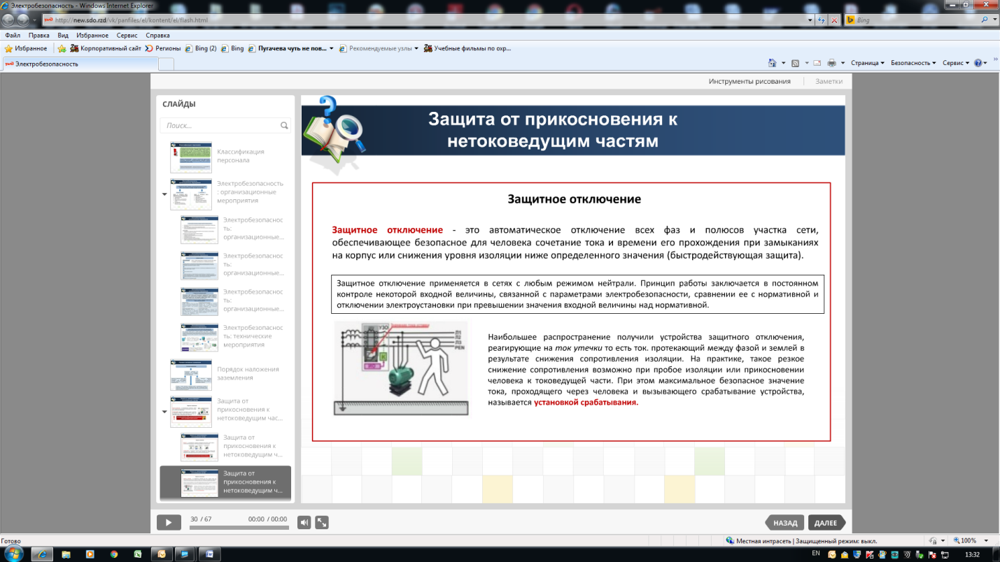 Электробезопасность - Windows Internet Explorer
http://new.sdo.rzd/vk/panfiles/el/kontent/el/flash.html
Bing
Файл Правка Вид Избранное Сервис Справка
Избранное Корпоративный сайт Регионы Bing (2) Bing Пугачева чуть не пов... Рекомендуемые узлы Учебные фильмы по охр...
Электробезопасность
Страница Безопасность Сервис
Инструменты рисования Заметки
СЛАЙДЫ
Поиск...
Классификация
персонала
Электробезопасность
: организационные
мероприятия
Электробезопаснос
ть:
организационные...
Электробезопаснос
ть:
организационные...
Электробезопаснос
ть:
организационные...
Электробезопаснос
ть: технические
мероприятия
Порядок наложения
заземления
Защита от
прикосновения к
нетоковедущим час...
Защита от
прикосновения к
нетоковедущим ч...
Защита от
прикосновения к
нетоковедущим ч...
Защита от прикосновения к
нетоковедущим частям
Защитное отключение
Защитное отключение - это автоматическое отключение всех фаз и полюсов участка сети,
обеспечивающее безопасное для человека сочетание тока и времени его прохождения при замыканиях
на корпус или снижения уровня изоляции ниже определенного значения (быстродействующая защита).
Защитное отключение применяется в сетях с любым режимом нейтрали. Принцип работы заключается в постоянном
контроле некоторой входной величины, связанной с параметрами электробезопасности, сравнении ее с нормативной и
отключении электроустановки при превышении значения входной величины над нормативной.
УЗО
Л1
Л2
Л3
PEN
Наибольшее распространение получили устройства защитного отключения,
реагирующие на ток утечки то есть ток. протекающий между фазой и землей в
результате снижения сопротивления изоляции. На практике, такое резкое
снижение сопротивления возможно при пробое изоляции или прикосновении
человека к токоведущей части. При этом максимальное безопасное значение
тока, проходящего через человека и вызывающего срабатывание устройства,
называется установкой срабатывания.
30 / 67 00:00 / 00:00
НАЗАД ДАЛЕЕ
Готово
Местная интрасеть | Защищенный режим: выкл.
100%
EN
13:32